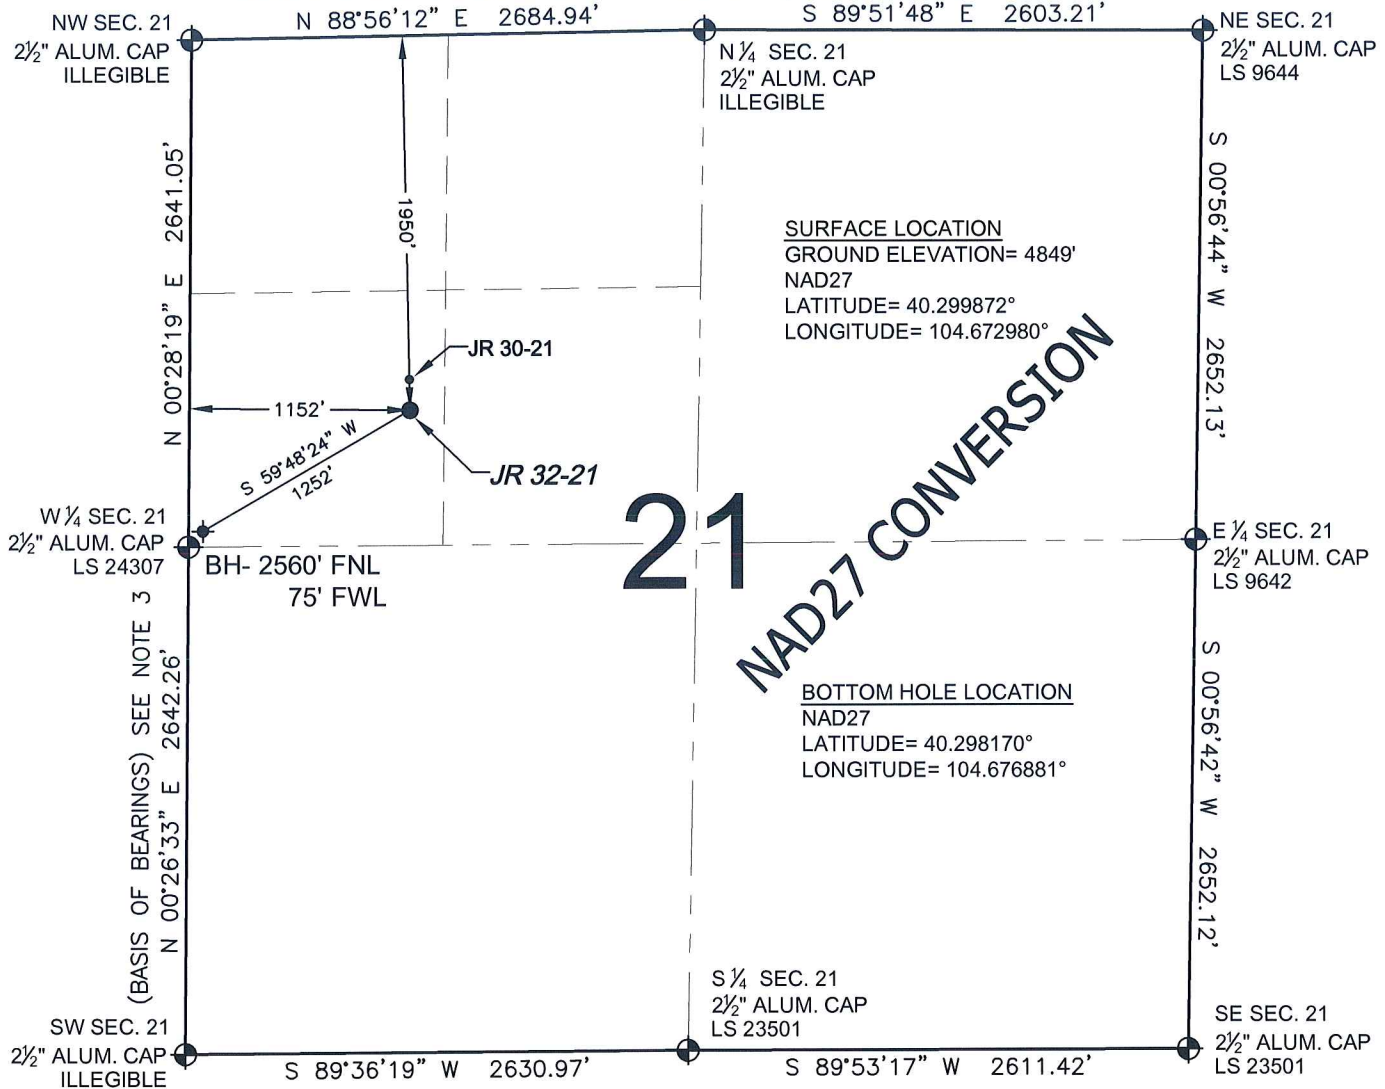 N 88°56'12" E 2684.94'
S 89°51'48" E 2603.21'
NW SEC. 21
2½" ALUM. CAP
ILLEGIBLE
N ¼ SEC. 21
2½" ALUM. CAP
ILLEGIBLE
NE SEC. 21
2½" ALUM. CAP
LS 9644
N 00°28'19" E 2641.05'
1950'
S 00°56'44" W 2652.13'
SURFACE LOCATION
GROUND ELEVATION= 4849'
NAD27
LATITUDE= 40.299872°
LONGITUDE= 104.672980°
JR 30-21
1152'
JR 32-21
S 59°48'24" W
1252'
W ¼ SEC. 21
2½" ALUM. CAP
LS 24307
BH- 2560' FNL
75' FWL
21
NAD27 CONVERSION
E ¼ SEC. 21
2½" ALUM. CAP
LS 9642
(BASIS OF BEARINGS) SEE NOTE 3
N 00°26'33" E 2642.26'
S 00°56'42" W 2652.12'
BOTTOM HOLE LOCATION
NAD27
LATITUDE= 40.298170°
LONGITUDE= 104.676881°
SW SEC. 21
2½" ALUM. CAP
ILLEGIBLE
S ¼ SEC. 21
2½" ALUM. CAP
LS 23501
SE SEC. 21
2½" ALUM. CAP
LS 23501
S 89°36'19" W 2630.97'
S 89°53'17" W 2611.42'